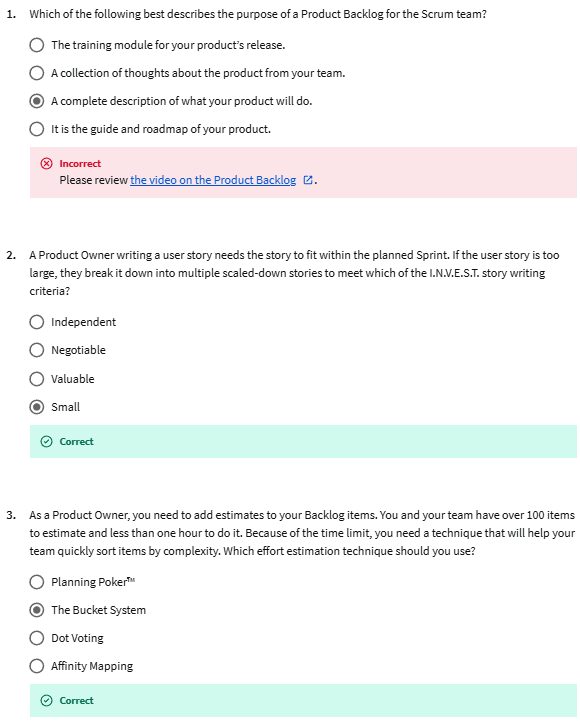 1. Which of the following best describes the purpose of a Product Backlog for the Scrum team?
The training module for your product's release.
A collection of thoughts about the product from your team.
A complete description of what your product will do.
It is the guide and roadmap of your product.
Incorrect
Please review the video on the Product Backlog.
2. A Product Owner writing a user story needs the story to fit within the planned Sprint. If the user story is too
large, they break it down into multiple scaled-down stories to meet which of the I.N.V.E.S.T. story writing
criteria?
Independent
Negotiable
Valuable
Small
Correct
3. As a Product Owner, you need to add estimates to your Backlog items. You and your team have over 100 items
to estimate and less than one hour to do it. Because of the time limit, you need a technique that will help your
team quickly sort items by complexity. Which effort estimation technique should you use?
Planning Poker™
The Bucket System
Dot Voting
Affinity Mapping
Correct